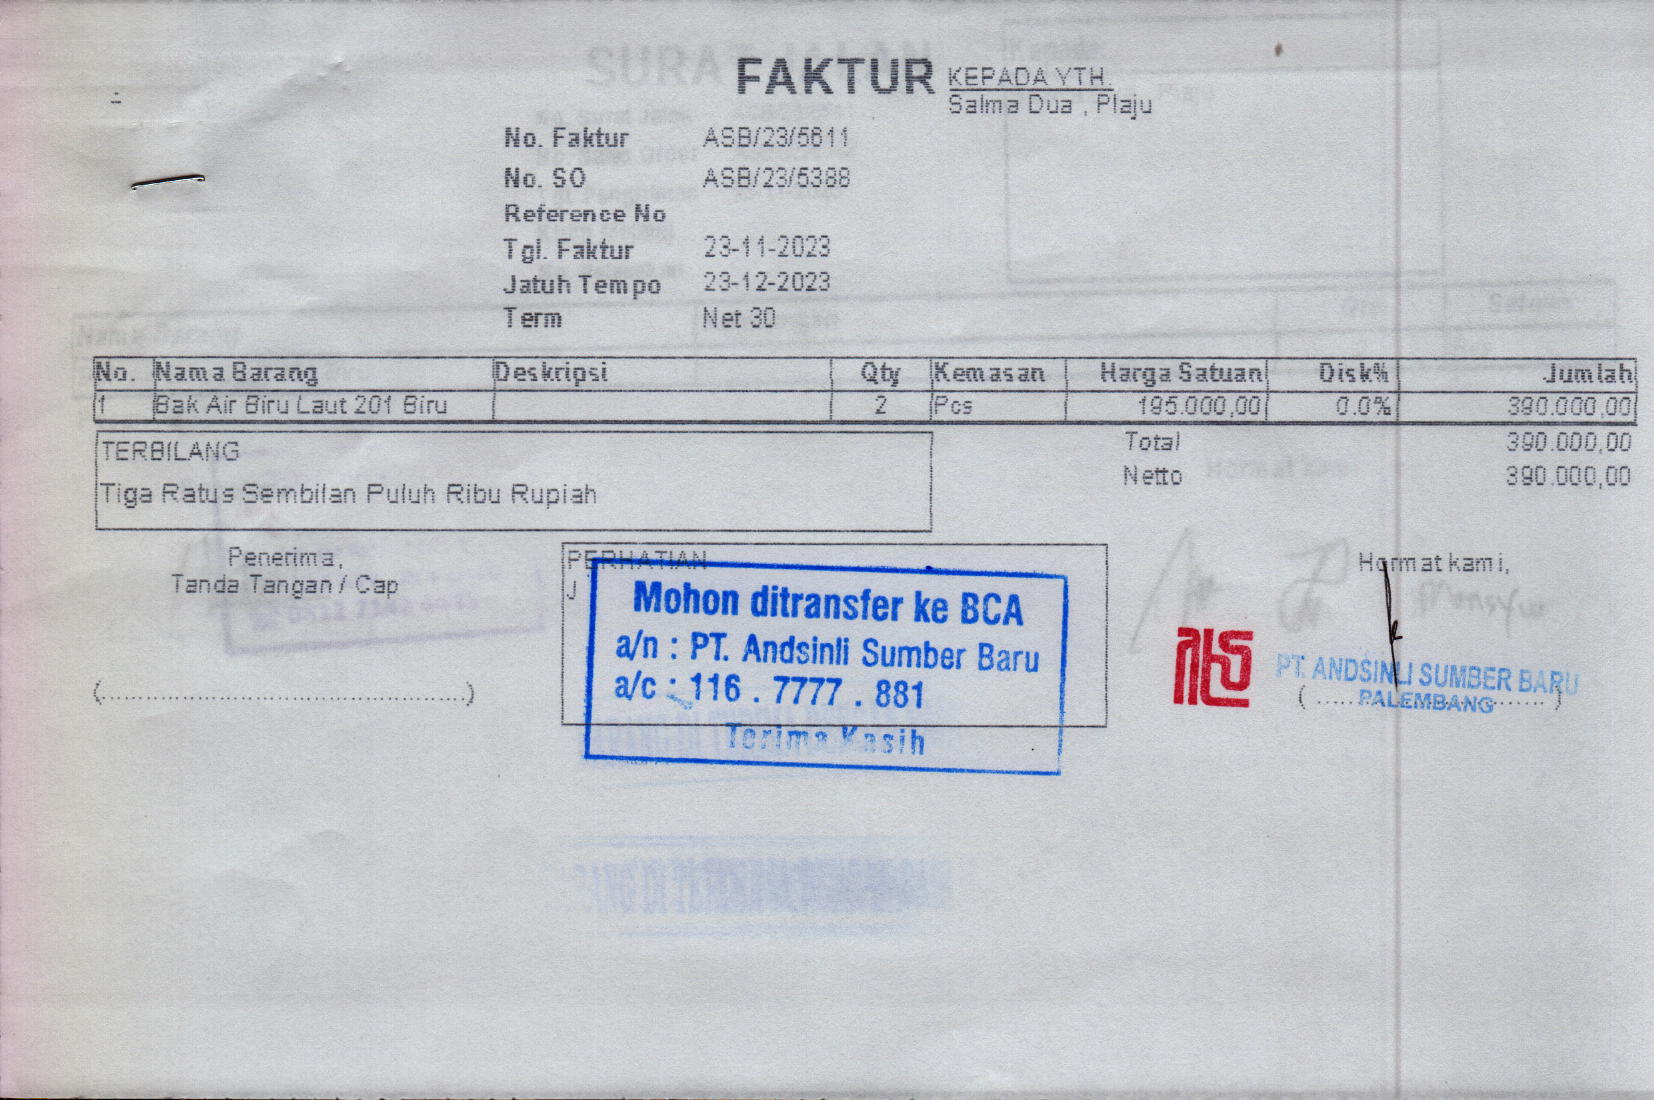 FAKTUR
KEPADA YTH.
Salma Dua , Plaju
No. Faktur ASB/23/5611
No. SO ASB/23/5388
Reference No
Tgl. Faktur 23-11-2023
Jatuh Tempo 23-12-2023
Term Net 30
No. Nama Barang Deskripsi Qty Kemasan Harga Satuan Disk% Jumlah
1 Bak Air Biru Laut 201 Biru 2 Pcs 195.000,00 0.0% 390.000,00
Total 390.000,00
Netto 390.000,00
TERBILANG
Tiga Ratus Sembilan Puluh Ribu Rupiah
Penerima,
Tanda Tangan / Cap
PERHATIAN
J
Mohon ditransfer ke BCA
a/n : PT. Andsinli Sumber Baru
a/c : 116 . 7777 . 881
Terima Kasih
Hormat kami,
PT. ANDSINLI SUMBER BARU
PALEMBANG